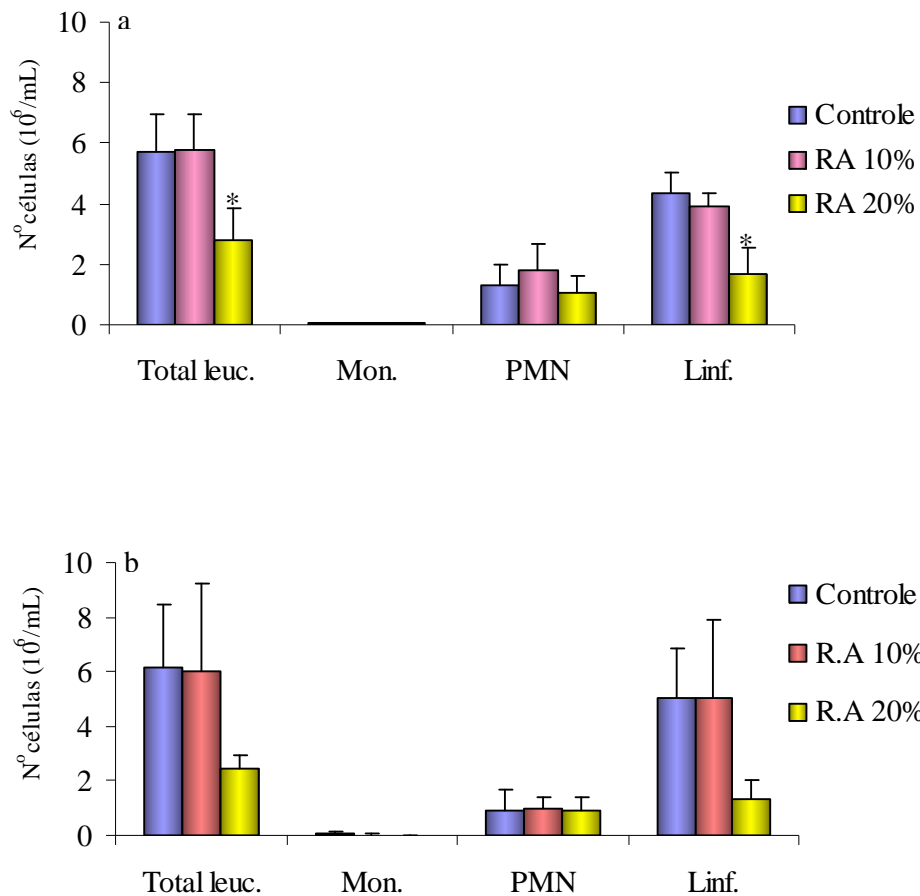 a
10
8
6
4
2
0
Nº células (10⁶/mL)
*
*
Controle
RA 10%
RA 20%
Total leuc.
Mon.
PMN
Linf.
b
10
8
6
4
2
0
Nº células (10⁶/mL)
Controle
R.A 10%
R.A 20%
Total leuc.
Mon.
PMN
Linf.